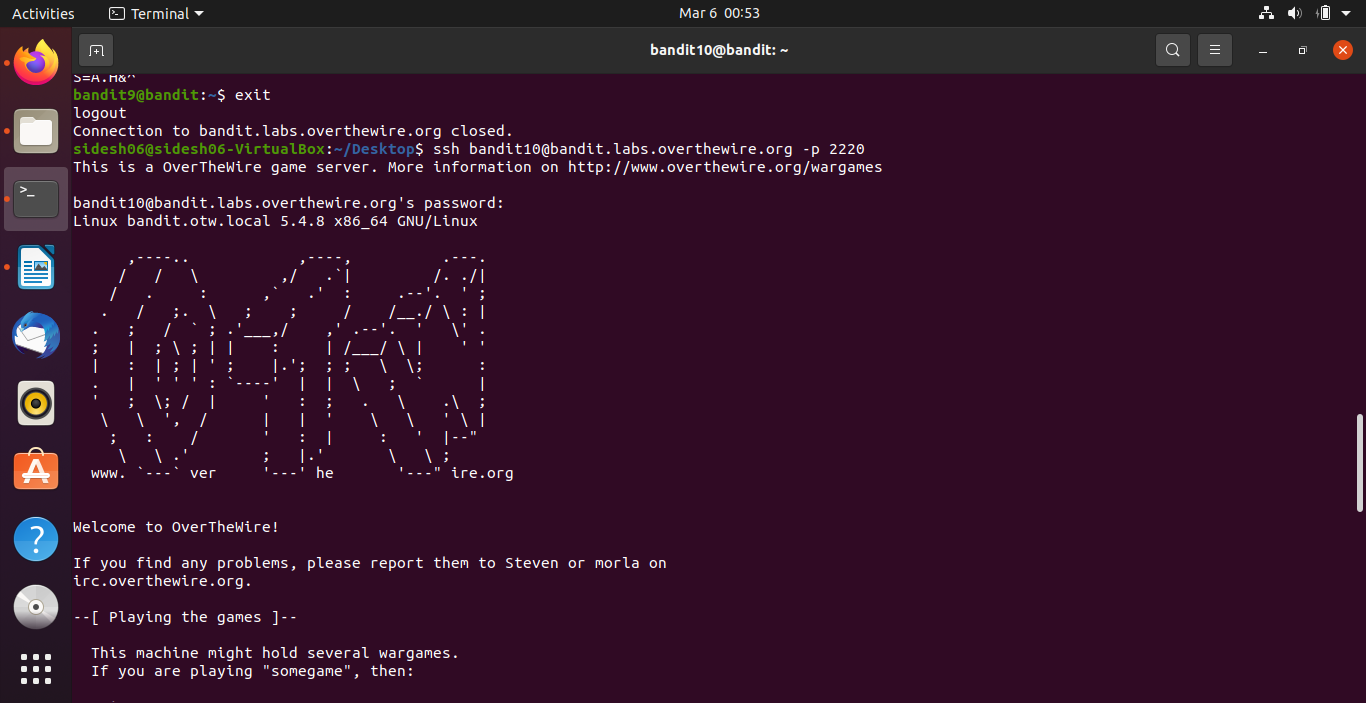 Activities
Terminal
Mar 6 00:53
bandit10@bandit: ~
S=A.H&^
bandit9@bandit:~$ exit
logout
Connection to bandit.labs.overthewire.org closed.
sidesh06@sidesh06-VirtualBox:~/Desktop$ ssh bandit10@bandit.labs.overthewire.org -p 2220
This is a OverTheWire game server. More information on http://www.overthewire.org/wargames
bandit10@bandit.labs.overthewire.org's password:
Linux bandit.otw.local 5.4.8 x86_64 GNU/Linux
      ,----..            ,----,          .---.
     /   /   \         ,/   .`|         /. ./|
    /   .     :      ,`   .'  :     .--'.  ' ;
   .   /   ;.  \   ;    ;     /    /__./ \ : |
  .   ;   /  ` ; .'___,/    ,' .--'.  '   \' .
  ;   |  ; \ ; | |    :     | /___/ \ |    ' '
  |   :  | ; | ' ;    |.';  ; ;   \  \;      :
  .   |  ' ' ' : `----'  |  |  \   ;  `      |
  '   ;  \; /  |     '   :  ;   .   \    .\  ;
   \   \  ',  /      |   |  '    \   \   ' \ |
    ;   :    /       '   :  |     :   '  |--"
     \   \ .'        ;   |.'       \   \ ;
  www. `---` ver     '---' he       '---" ire.org
Welcome to OverTheWire!
If you find any problems, please report them to Steven or morla on
irc.overthewire.org.
--[ Playing the games ]--
This machine might hold several wargames.
If you are playing "somegame", then: